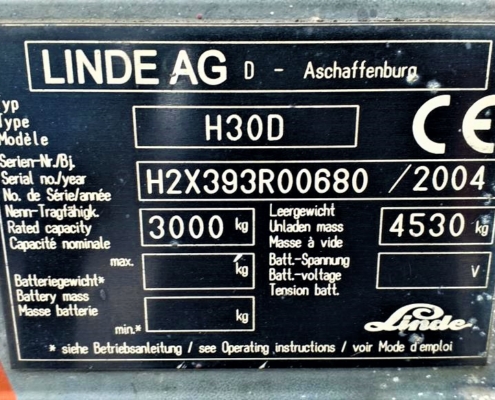 LINDE AG D - Aschaffenburg
Typ
Type
Modèle
H30D
CE
Serien-Nr./Bj.
Serial no./year
No. de Série/année
H2X393R00680 / 2004
Nenn-Tragfähigk.
Rated capacity
Capacité nominale
3000 kg
Leergewicht
Unladen mass
Masse à vide
4530 kg
max.
Batteriegewicht*
Battery mass
Masse batterie
min.*
kg
kg
Batt.-Spannung
Batt.-voltage
Tension batt.
V
Linde
* siehe Betriebsanleitung / see Operating instructions / voir Mode d'emploi